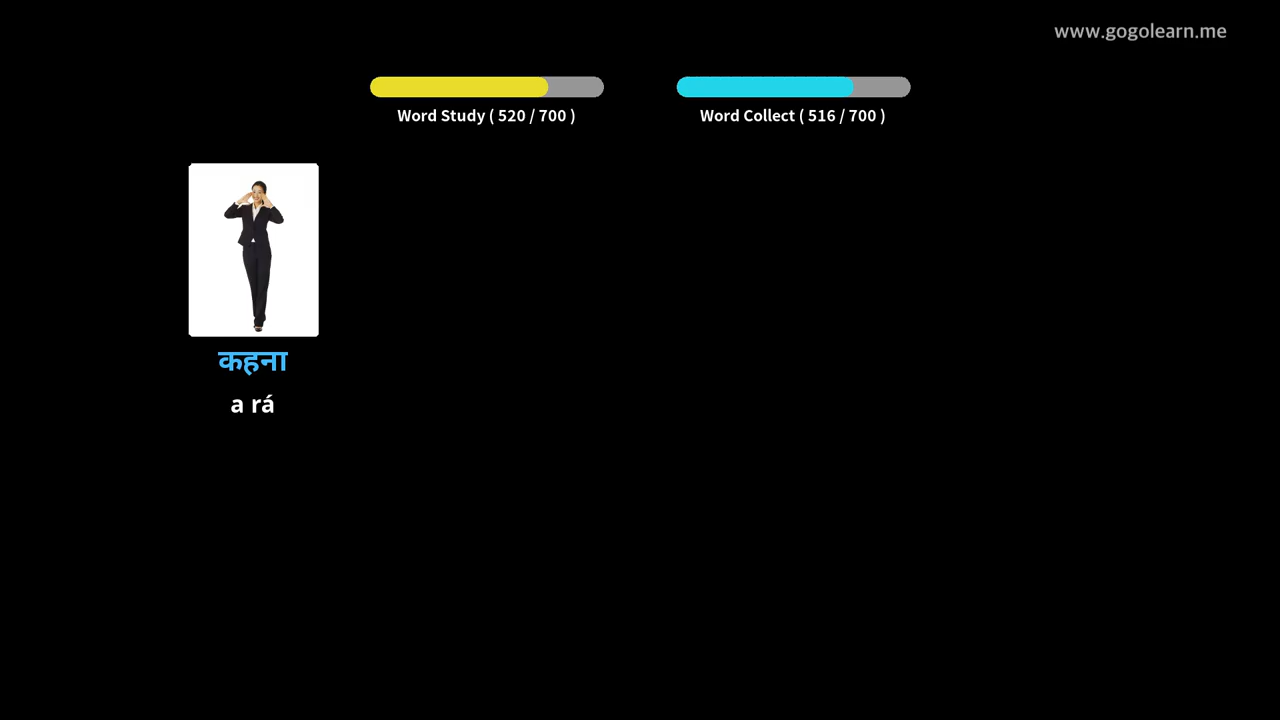 www.gogolearn.me
Word Study ( 520 / 700 )
Word Collect ( 516 / 700 )
कहना
a rá